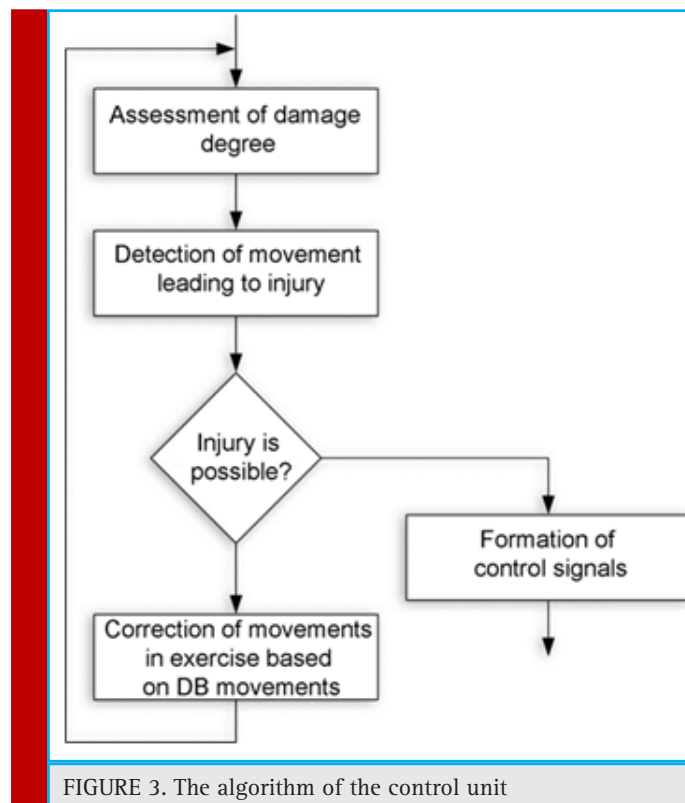 Assessment of damage
degree
Detection of movement
leading to injury
Injury is
possible?
Formation of
control signals
Correction of movements
in exercise based
on DB movements
FIGURE 3. The algorithm of the control unit